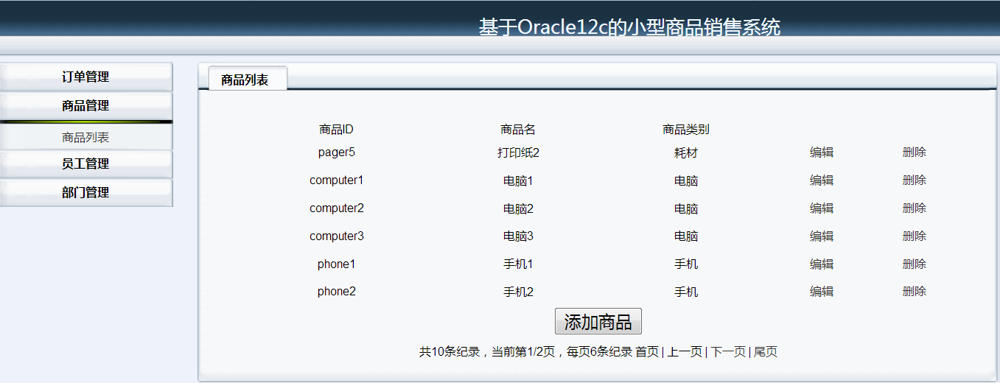 基于Oracle12c的小型商品销售系统
订单管理
商品管理
商品列表
员工管理
部门管理
商品列表
商品ID 商品名 商品类别
pager5 打印纸2 耗材 编辑 删除
computer1 电脑1 电脑 编辑 删除
computer2 电脑2 电脑 编辑 删除
computer3 电脑3 电脑 编辑 删除
phone1 手机1 手机 编辑 删除
phone2 手机2 手机 编辑 删除
添加商品
共10条纪录，当前第1/2页，每页6条纪录 首页 | 上一页 | 下一页 | 尾页